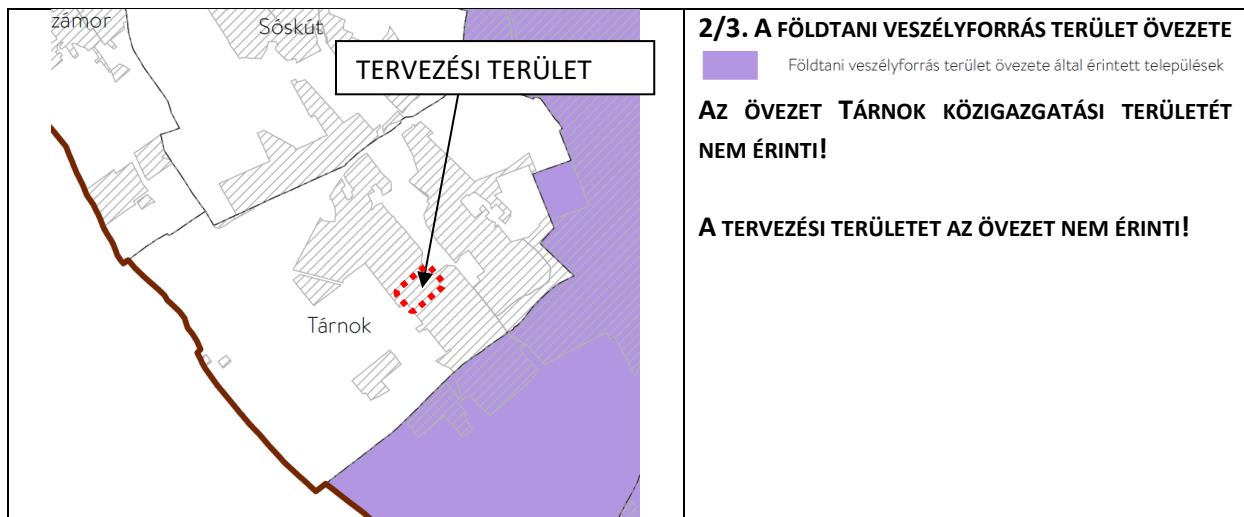 zámor
Sóskút
TERVEZÉSI TERÜLET
Tárnok
2/3. A FÖLDTANI VESZÉLYFORRÁS TERÜLET ÖVEZETE
Földtani veszélyforrás terület övezete által érintett települések
AZ ÖVEZET TÁRNOK KÖZIGAZGATÁSI TERÜLETÉT
NEM ÉRINTI!
A TERVEZÉSI TERÜLETET AZ ÖVEZET NEM ÉRINTI!